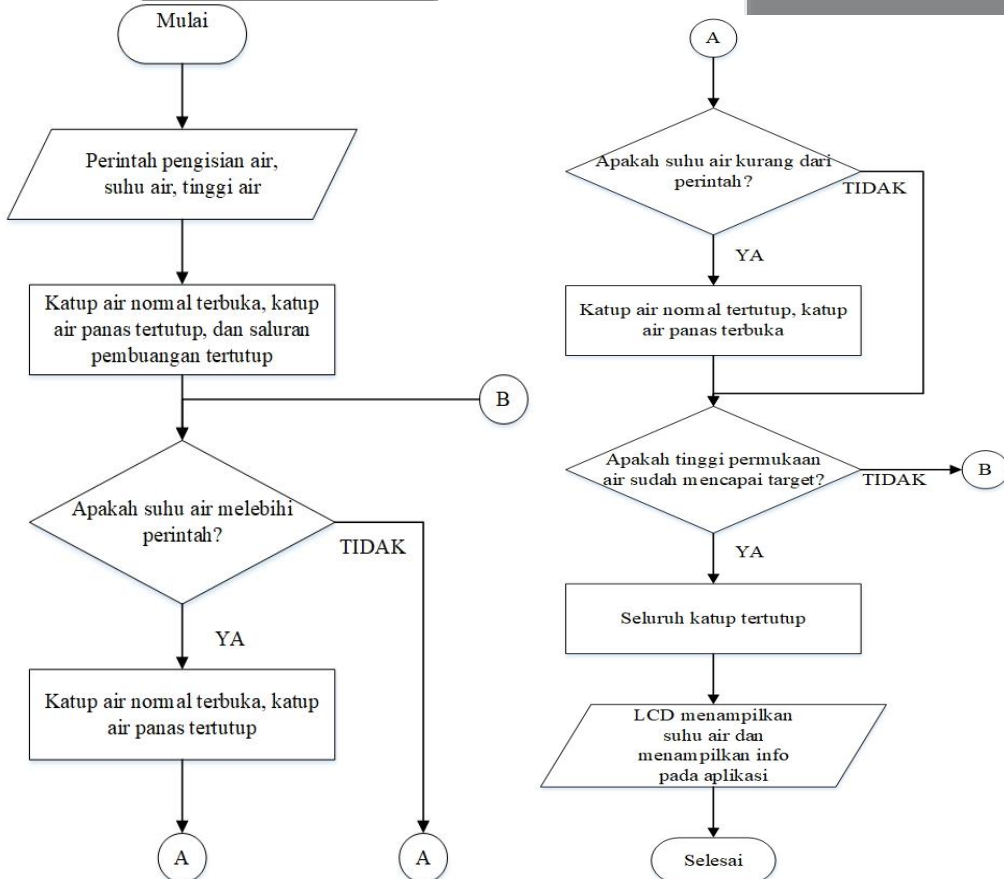 Mulai
Perintah pengisian air,
suhu air, tinggi air
Katup air normal terbuka, katup
air panas tertutup, dan saluran
pembuangan tertutup
B
Apakah suhu air melebihi
perintah?
TIDAK
YA
Katup air normal terbuka, katup
air panas tertutup
A
A
A
Apakah suhu air kurang dari
perintah?
TIDAK
YA
Katup air normal tertutup, katup
air panas terbuka
Apakah tinggi permukaan
air sudah mencapai target?
TIDAK
B
YA
Seluruh katup tertutup
LCD menampilkan
suhu air dan
menampilkan info
pada aplikasi
Selesai